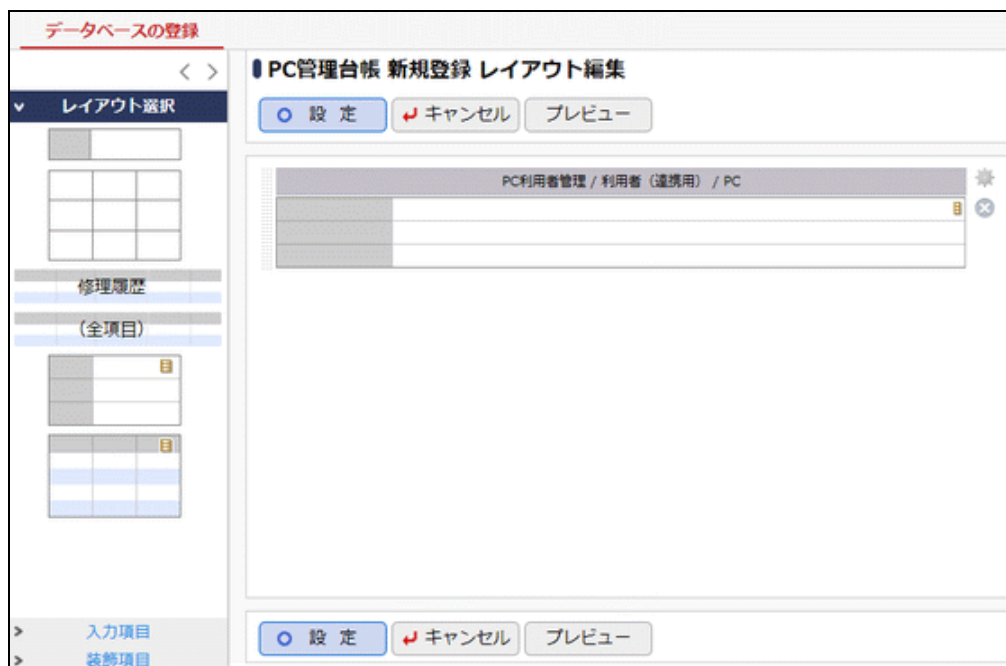 データベースの登録
レイアウト選択
修理履歴
(全項目)
入力項目
装飾項目
PC管理台帳 新規登録 レイアウト編集
設 定
キャンセル
プレビュー
PC利用者管理 / 利用者（連携用） / PC
設 定
キャンセル
プレビュー